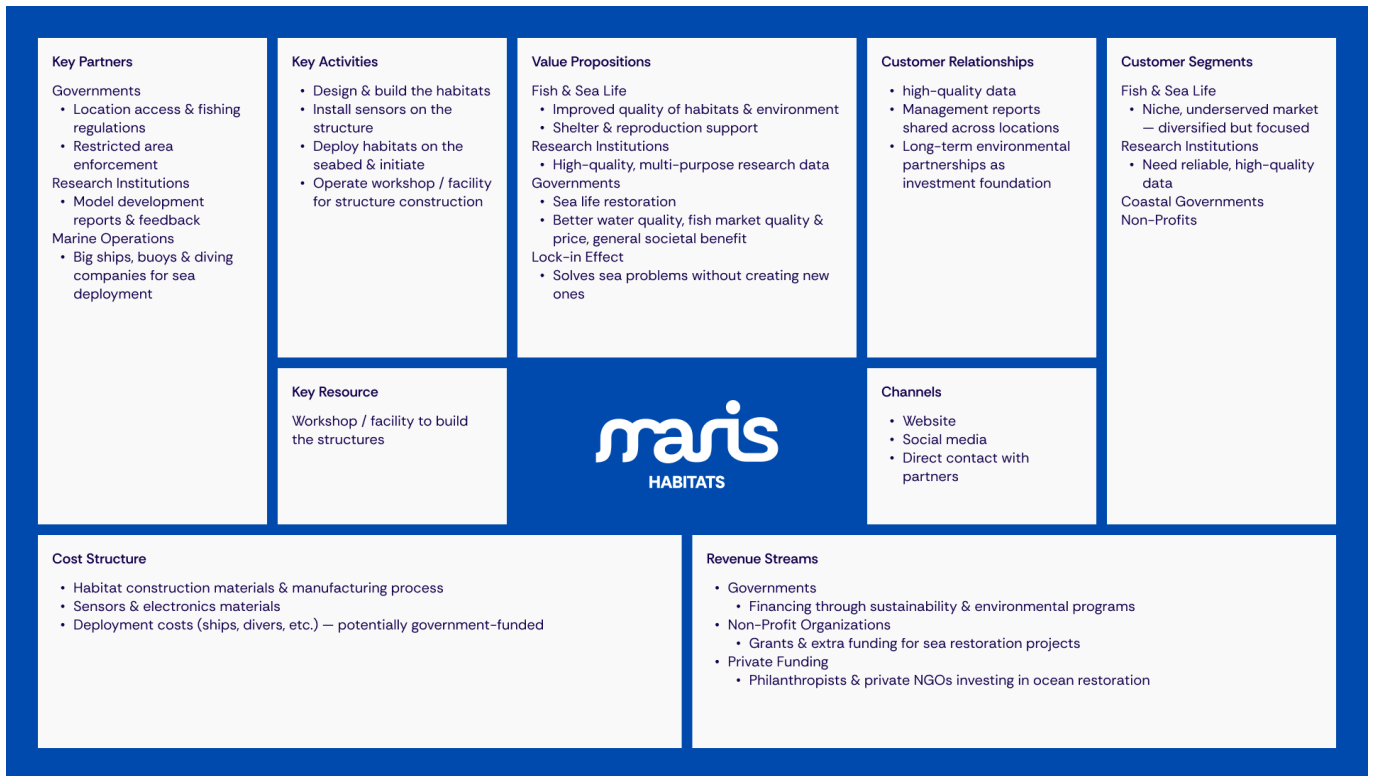 Key Partners
Governments
• Location access & fishing
regulations
• Restricted area
enforcement
Research Institutions
• Model development
reports & feedback
Marine Operations
• Big ships, buoys & diving
companies for sea
deployment
Key Activities
• Design & build the habitats
• Install sensors on the
structure
• Deploy habitats on the
seabed & initiate
• Operate workshop / facility
for structure construction
Key Resource
Workshop / facility to build
the structures
Value Propositions
Fish & Sea Life
• Improved quality of habitats & environment
• Shelter & reproduction support
Research Institutions
• High-quality, multi-purpose research data
Governments
• Sea life restoration
• Better water quality, fish market quality &
price, general societal benefit
Lock-in Effect
• Solves sea problems without creating new
ones
maris
HABITATS
Customer Relationships
• high-quality data
• Management reports
shared across locations
• Long-term environmental
partnerships as
investment foundation
Channels
• Website
• Social media
• Direct contact with
partners
Customer Segments
Fish & Sea Life
• Niche, underserved market
— diversified but focused
Research Institutions
• Need reliable, high-quality
data
Coastal Governments
Non-Profits
Cost Structure
• Habitat construction materials & manufacturing process
• Sensors & electronics materials
• Deployment costs (ships, divers, etc.) — potentially government-funded
Revenue Streams
• Governments
• Financing through sustainability & environmental programs
• Non-Profit Organizations
• Grants & extra funding for sea restoration projects
• Private Funding
• Philanthropists & private NGOs investing in ocean restoration